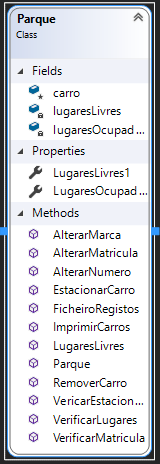 Parque
Class
Fields
carro
lugaresLivres
lugaresOcupad...
Properties
LugaresLivres1
LugaresOcupad...
Methods
AlterarMarca
AlterarMatricula
AlterarNumero
EstacionarCarro
FicheiroRegistos
ImprimirCarros
LugaresLivres
Parque
RemoverCarro
VericarEstacion...
VerificarLugares
VerificarMatricula